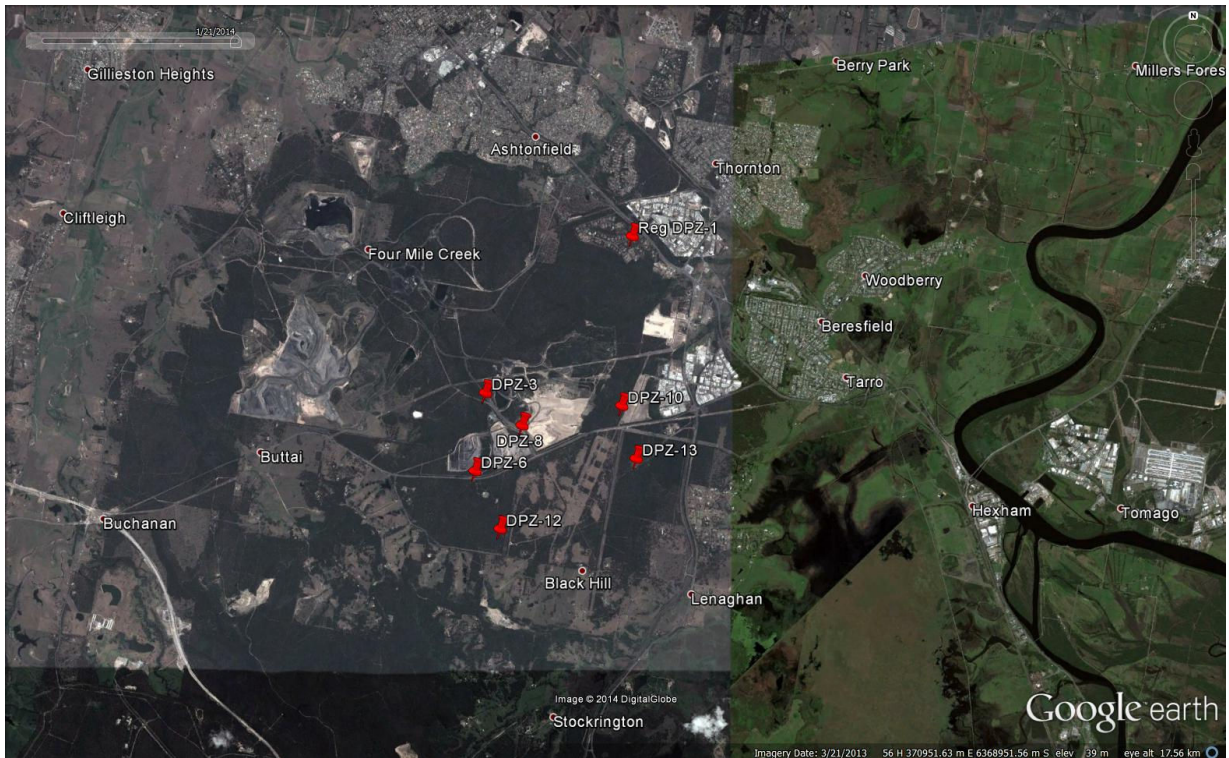 1/21/2014
N
Gillieston Heights
Berry Park
Millers Fores
Ashtonfield
Thornton
Cliftleigh
Reg DPZ-1
Four Mile Creek
Woodberry
Beresfield
DPZ-3
Tarro
DPZ-10
DPZ-8
DPZ-13
Buttai
DPZ-6
Buchanan
DPZ-12
Hexham
Tomago
Black Hill
Lenaghan
Image © 2014 DigitalGlobe
Stockrington
Google earth
Imagery Date: 3/21/2013 56 H 370951.63 m E 6368951.56 m S elev 39 m eye alt 17.56 km